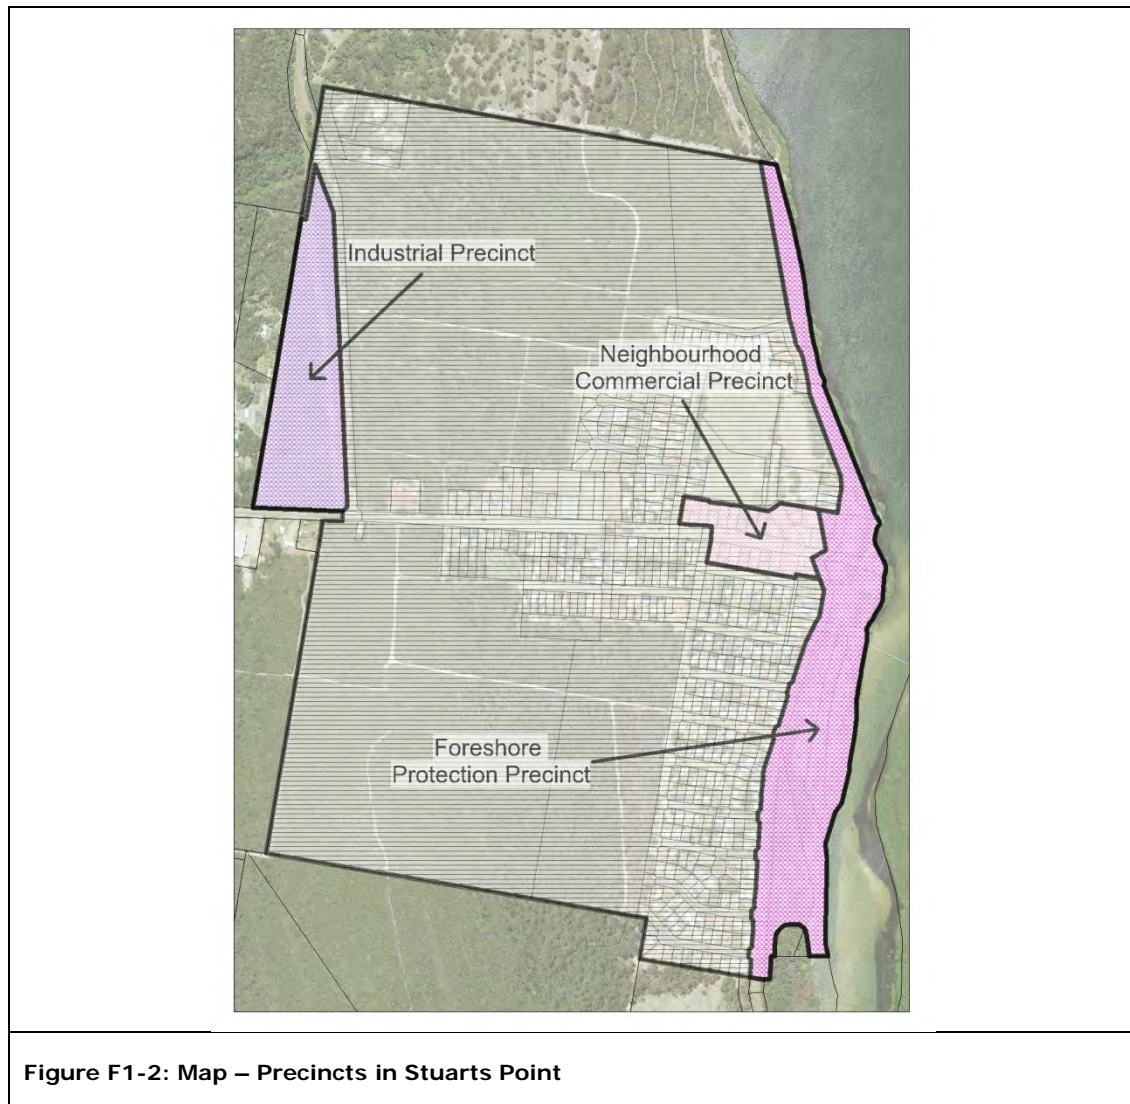 Industrial Precinct
Neighbourhood
Commercial Precinct
Foreshore
Protection Precinct
Figure F1-2: Map – Precincts in Stuarts Point